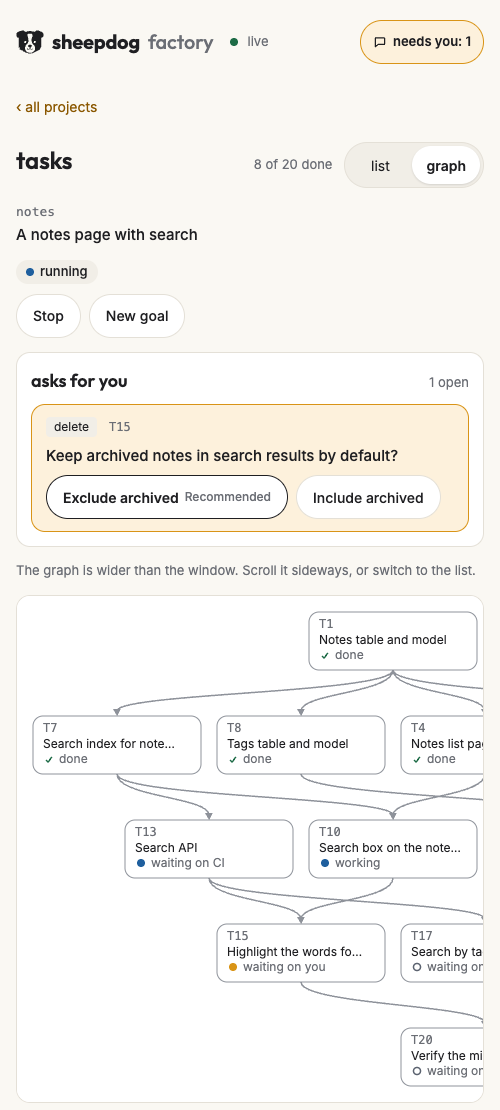 sheepdog factory live needs you: 1
‹ all projects
tasks 8 of 20 done list graph
notes
A notes page with search
running
Stop New goal
asks for you 1 open
delete T15
Keep archived notes in search results by default?
Exclude archived Recommended Include archived
The graph is wider than the window. Scroll it sideways, or switch to the list.
T1
Notes table and model
done
T7 T8 T4
Search index for note... Tags table and model Notes list pag
done done done
T13 T10
Search API Search box on the note...
waiting on CI working
T15 T17
Highlight the words fo... Search by ta
waiting on you waiting on
T20
Verify the mi
waiting on